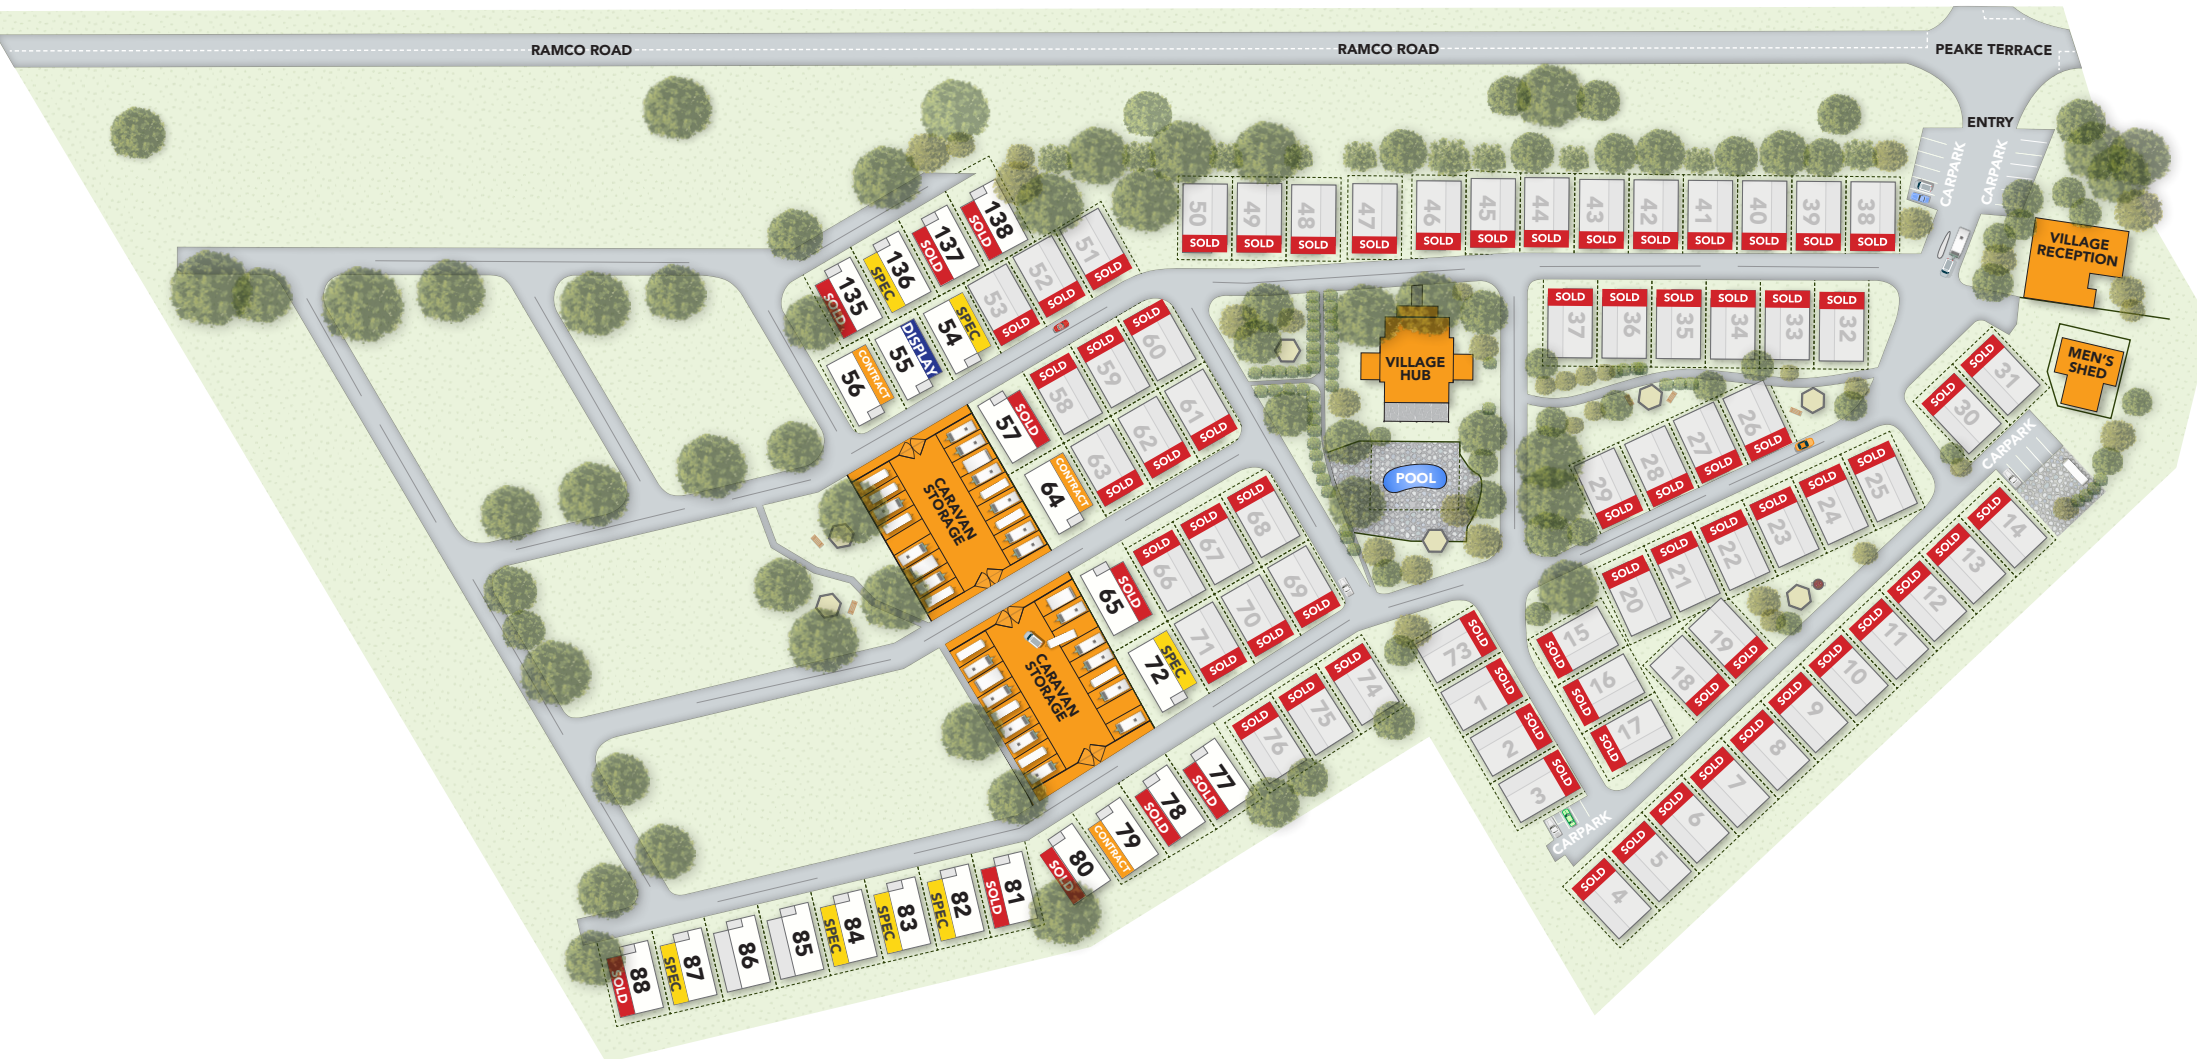 RAMCO ROAD
RAMCO ROAD
PEAKE TERRACE
ENTRY
CARPARK
CARPARK
VILLAGE
RECEPTION
MEN'S
SHED
138
SOLD
137
SOLD
136
SPEC
135
SOLD
51
SOLD
52
SOLD
53
SOLD
54
SPEC
55
DISPLAY
56
CONTRACT
50
SOLD
49
SOLD
48
SOLD
47
SOLD
46
SOLD
45
SOLD
44
SOLD
43
SOLD
42
SOLD
41
SOLD
40
SOLD
39
SOLD
38
SOLD
SOLD
37
SOLD
36
SOLD
35
SOLD
34
SOLD
33
SOLD
32
SOLD
31
SOLD
30
CARPARK
VILLAGE
HUB
POOL
SOLD
60
SOLD
59
SOLD
58
SOLD
57
61
SOLD
62
SOLD
63
SOLD
64
CONTRACT
CARAVAN
STORAGE
26
SOLD
27
SOLD
28
SOLD
29
SOLD
SOLD
25
SOLD
24
SOLD
23
SOLD
22
SOLD
21
SOLD
20
SOLD
68
SOLD
67
SOLD
66
SOLD
65
69
SOLD
70
SOLD
71
SOLD
72
SPEC
CARAVAN
STORAGE
15
SOLD
16
SOLD
17
SOLD
18
SOLD
19
SOLD
SOLD
14
SOLD
13
SOLD
12
SOLD
11
SOLD
10
SOLD
9
SOLD
8
SOLD
7
SOLD
6
SOLD
5
SOLD
4
73
SOLD
1
SOLD
2
SOLD
3
SOLD
CARPARK
SOLD
74
SOLD
75
SOLD
76
77
SOLD
78
SOLD
79
CONTRACT
80
SOLD
81
SOLD
82
SPEC
83
SPEC
84
SPEC
85
86
87
SPEC
88
SOLD